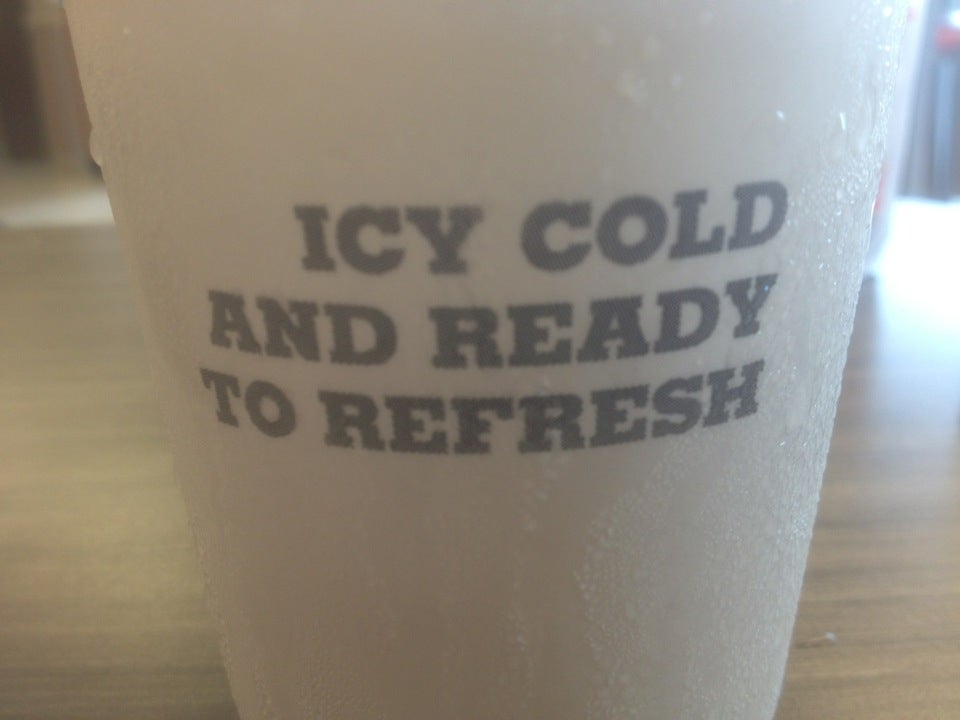 ICY COLD
AND READY
TO REFRESH